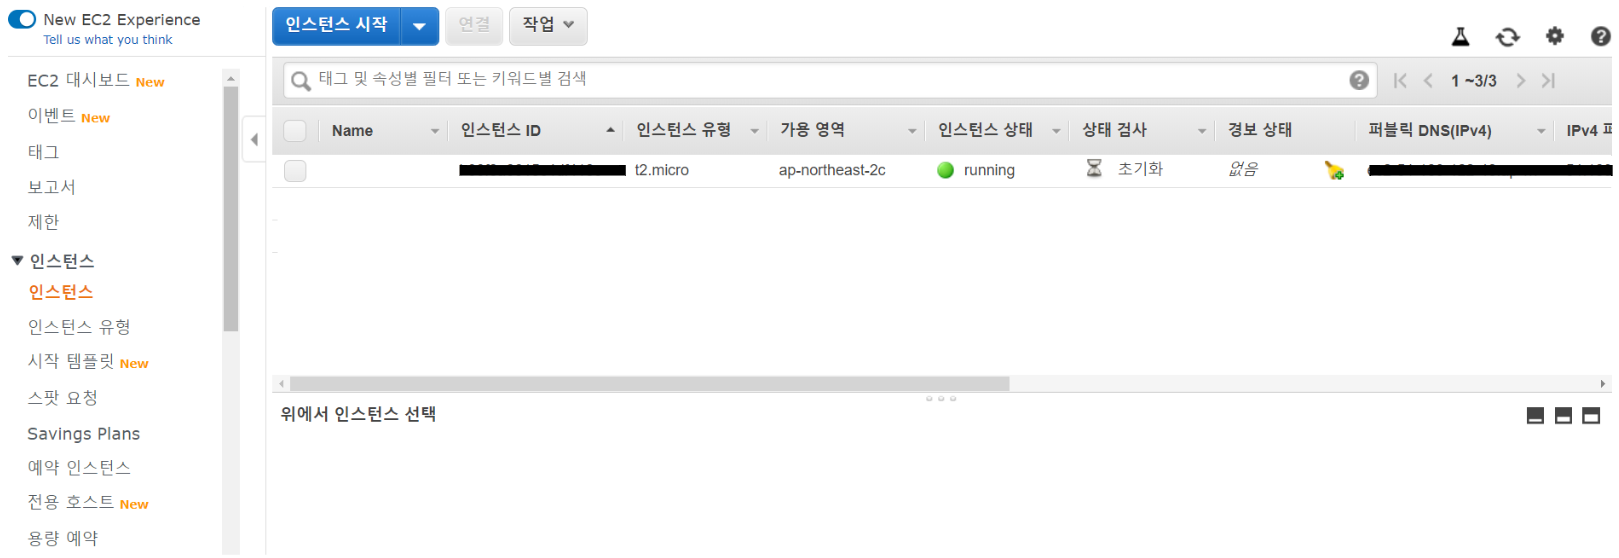 New EC2 Experience
Tell us what you think
EC2 대시보드 New
이벤트 New
태그
보고서
제한
인스턴스
인스턴스
인스턴스 유형
시작 템플릿 New
스팟 요청
Savings Plans
예약 인스턴스
전용 호스트 New
용량 예약
인스턴스 시작 연결 작업
태그 및 속성별 필터 또는 키워드별 검색 1 ~3/3
Name 인스턴스 ID 인스턴스 유형 가용 영역 인스턴스 상태 상태 검사 경보 상태 퍼블릭 DNS(IPv4) IPv4
t2.micro ap-northeast-2c running 초기화 없음
위에서 인스턴스 선택